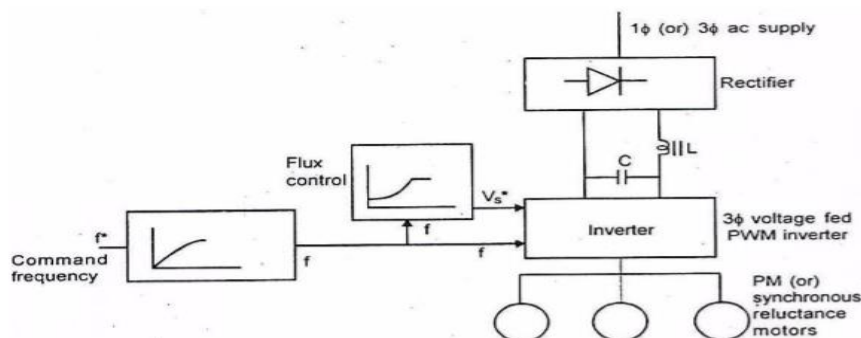 1ϕ (or) 3ϕ ac supply
Rectifier
L
C
Flux
control
Vs*
f
3ϕ voltage fed
PWM inverter
Inverter
f*
Command
frequency
f
f
PM (or)
synchronous
reluctance
motors